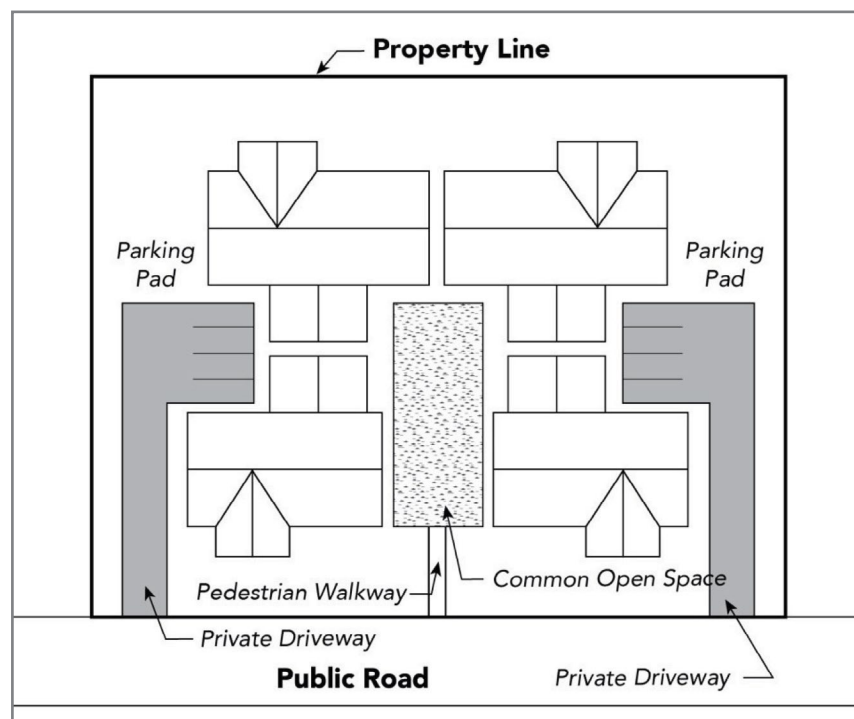 Property Line
Parking
Pad
Parking
Pad
Pedestrian Walkway
Common Open Space
Private Driveway
Public Road
Private Driveway